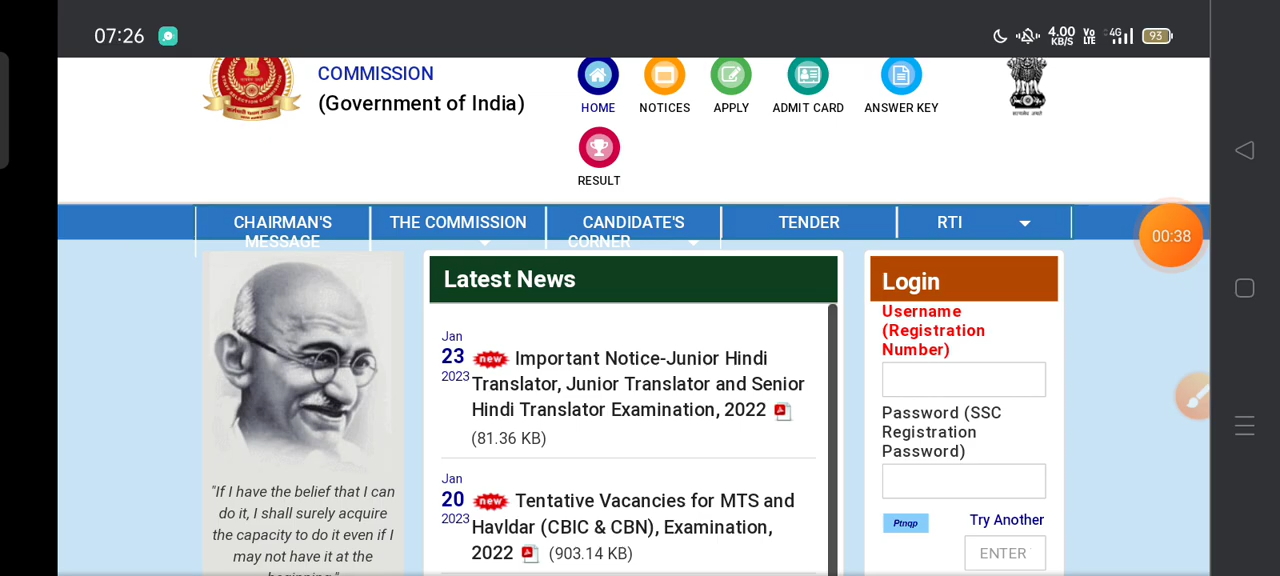 07:26
4.00 KB/S Vo LTE 4G 93
COMMISSION
(Government of India)
HOME NOTICES APPLY ADMIT CARD ANSWER KEY
RESULT
CHAIRMAN'S MESSAGE
THE COMMISSION
CANDIDATE'S CORNER
TENDER
RTI
00:38
"If I have the belief that I can
do it, I shall surely acquire
the capacity to do it even if I
may not have it at the
beginning."
Latest News
Jan
23
2023
new Important Notice-Junior Hindi
Translator, Junior Translator and Senior
Hindi Translator Examination, 2022
(81.36 KB)
Jan
20
2023
new Tentative Vacancies for MTS and
Havldar (CBIC & CBN), Examination,
2022 (903.14 KB)
Login
Username
(Registration
Number)
Password (SSC
Registration
Password)
Ptnqp Try Another
ENTER